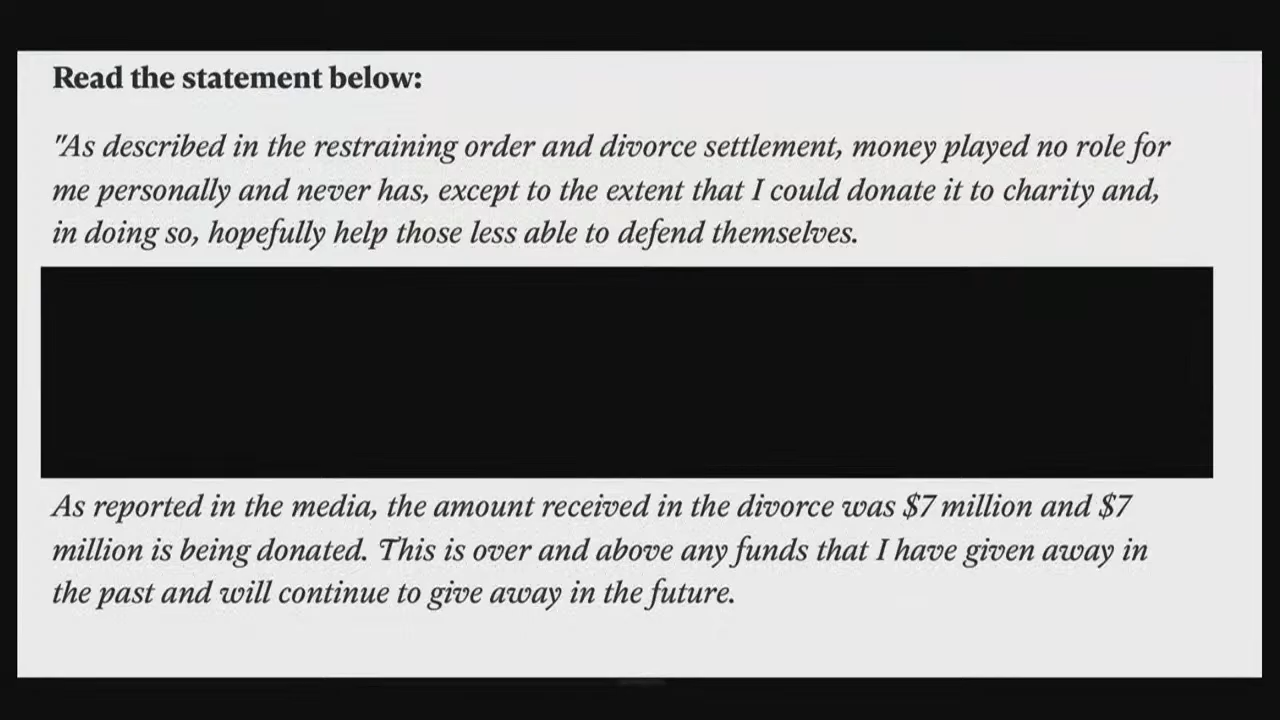 Read the statement below:
"As described in the restraining order and divorce settlement, money played no role for
me personally and never has, except to the extent that I could donate it to charity and,
in doing so, hopefully help those less able to defend themselves.
As reported in the media, the amount received in the divorce was $7 million and $7
million is being donated. This is over and above any funds that I have given away in
the past and will continue to give away in the future.